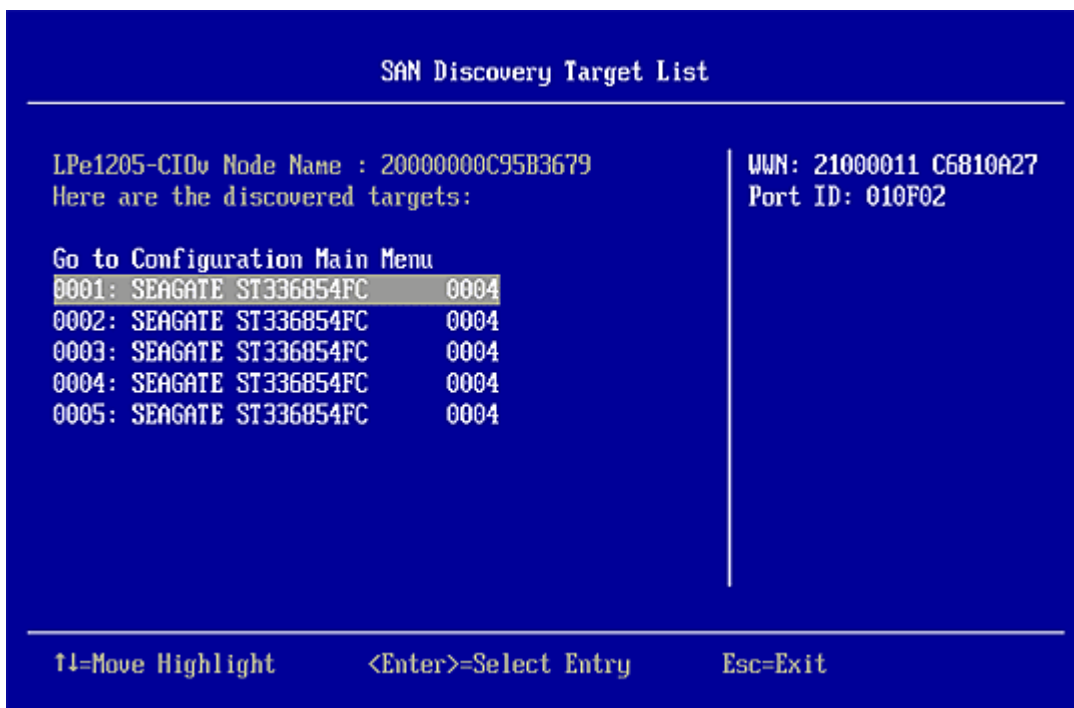 SAN Discovery Target List
LPe1205-CIOv Node Name : 20000000C95B3679
Here are the discovered targets:
Go to Configuration Main Menu
0001: SEAGATE ST336854FC 0004
0002: SEAGATE ST336854FC 0004
0003: SEAGATE ST336854FC 0004
0004: SEAGATE ST336854FC 0004
0005: SEAGATE ST336854FC 0004
WWN: 21000011 C6810A27
Port ID: 010F02
↑↓=Move Highlight <Enter>=Select Entry Esc=Exit